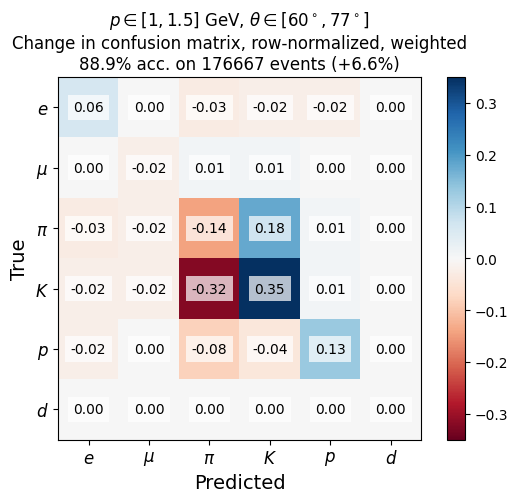 p ∈ [1, 1.5] GeV, θ ∈ [60°, 77°]
Change in confusion matrix, row-normalized, weighted
88.9% acc. on 176667 events (+6.6%)
e 0.06 0.00 -0.03 -0.02 -0.02 0.00
μ 0.00 -0.02 0.01 0.01 0.00 0.00
π -0.03 -0.02 -0.14 0.18 0.01 0.00
K -0.02 -0.02 -0.32 0.35 0.01 0.00
p -0.02 0.00 -0.08 -0.04 0.13 0.00
d 0.00 0.00 0.00 0.00 0.00 0.00
e μ π K p d
True
Predicted
0.3
0.2
0.1
0.0
−0.1
−0.2
−0.3